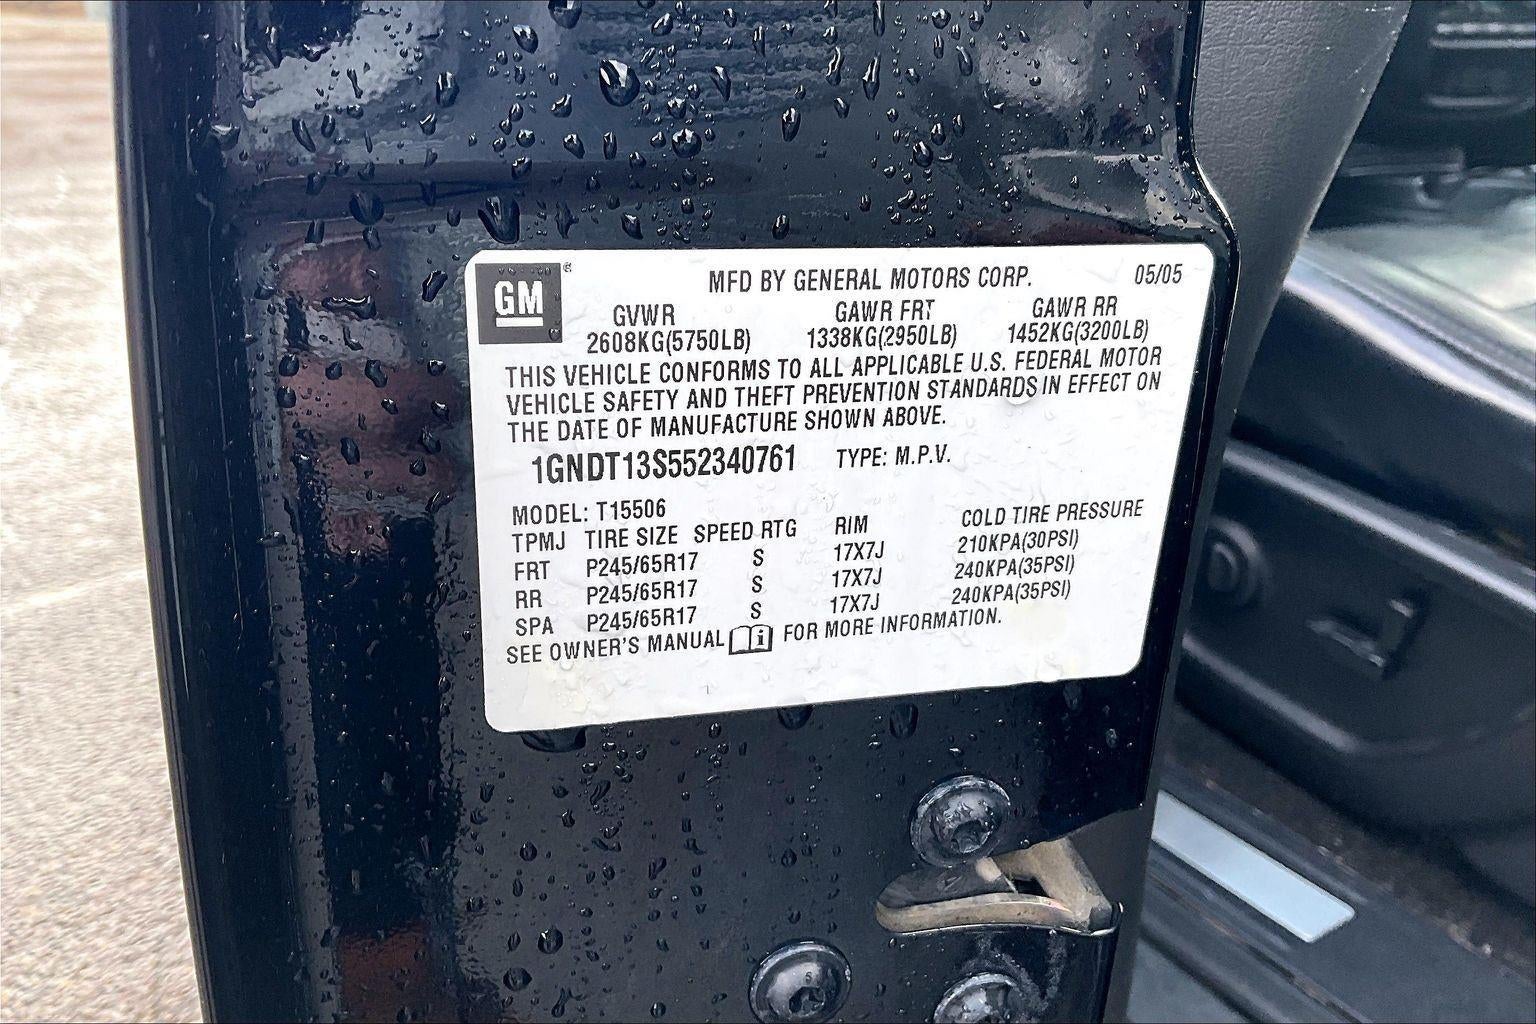 GM ®
MFD BY GENERAL MOTORS CORP. 05/05
GVWR GAWR FRT GAWR RR
2608KG(5750LB) 1338KG(2950LB) 1452KG(3200LB)
THIS VEHICLE CONFORMS TO ALL APPLICABLE U.S. FEDERAL MOTOR
VEHICLE SAFETY AND THEFT PREVENTION STANDARDS IN EFFECT ON
THE DATE OF MANUFACTURE SHOWN ABOVE.
1GNDT13S552340761 TYPE: M.P.V.
MODEL: T15506
TPMJ TIRE SIZE SPEED RTG RIM COLD TIRE PRESSURE
FRT P245/65R17 S 17X7J 210KPA(30PSI)
RR P245/65R17 S 17X7J 240KPA(35PSI)
SPA P245/65R17 S 17X7J 240KPA(35PSI)
SEE OWNER'S MANUAL i FOR MORE INFORMATION.